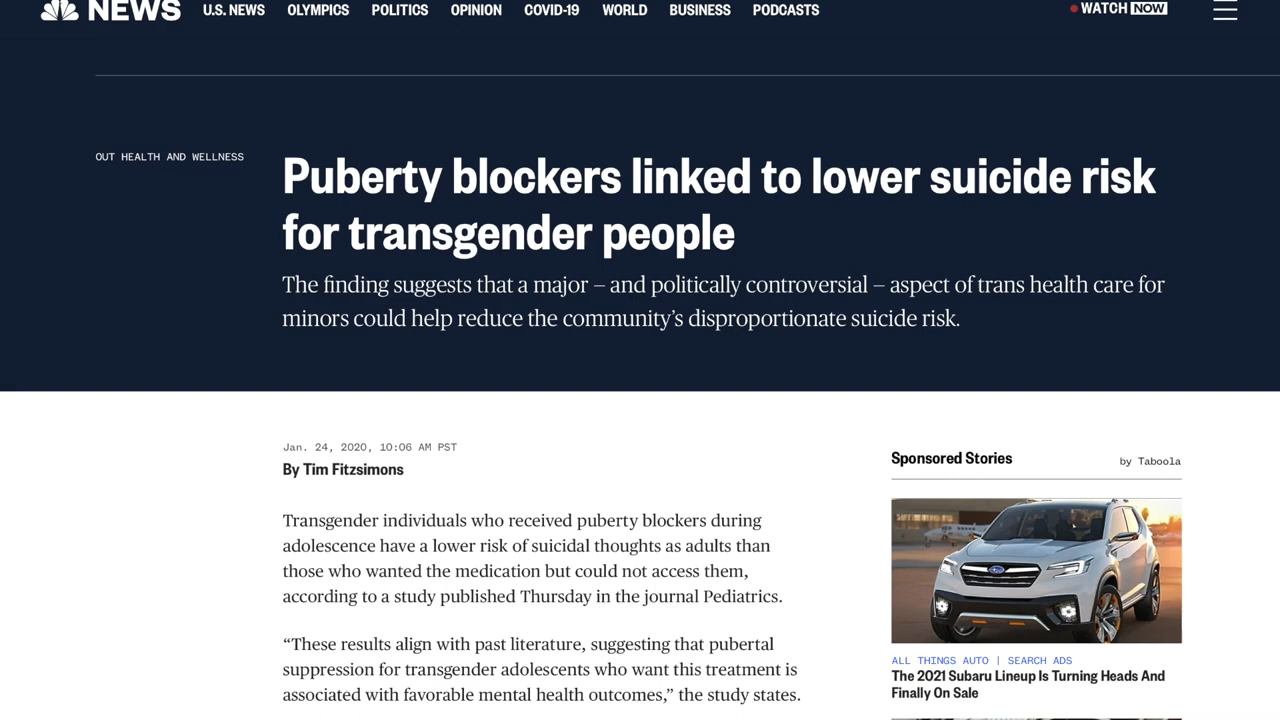 NEWS U.S. NEWS OLYMPICS POLITICS OPINION COVID-19 WORLD BUSINESS PODCASTS WATCH NOW
OUT HEALTH AND WELLNESS
Puberty blockers linked to lower suicide risk
for transgender people
The finding suggests that a major — and politically controversial — aspect of trans health care for
minors could help reduce the community’s disproportionate suicide risk.
Jan. 24, 2020, 10:06 AM PST
By Tim Fitzsimons
Transgender individuals who received puberty blockers during
adolescence have a lower risk of suicidal thoughts as adults than
those who wanted the medication but could not access them,
according to a study published Thursday in the journal Pediatrics.
“These results align with past literature, suggesting that pubertal
suppression for transgender adolescents who want this treatment is
associated with favorable mental health outcomes,” the study states.
Sponsored Stories by Taboola
ALL THINGS AUTO | SEARCH ADS
The 2021 Subaru Lineup Is Turning Heads And
Finally On Sale